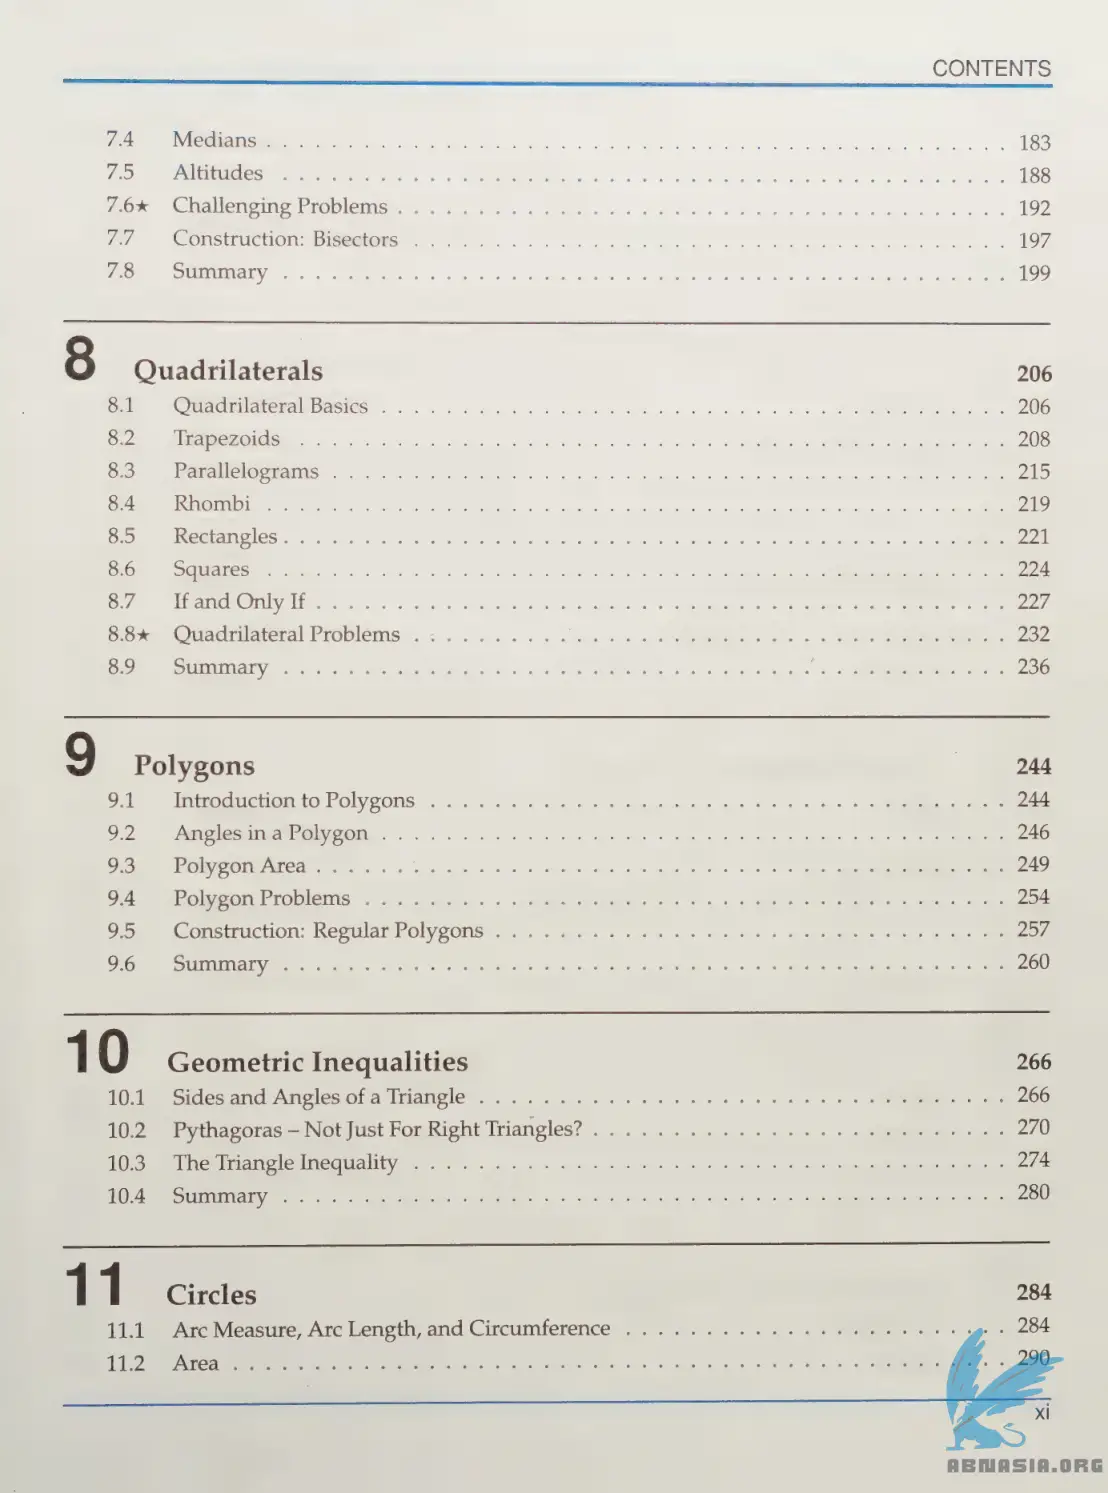 CONTENTS
7.4 Medians . . . . . . . . . . . . . . . . . . . . 183
7.5 Altitudes . . . . . . . . . . . . . . . . . . . . 188
7.6★ Challenging Problems . . . . . . . . . . . . . . . . . . . . 192
7.7 Construction: Bisectors . . . . . . . . . . . . . . . . . . . . 197
7.8 Summary . . . . . . . . . . . . . . . . . . . . 199
8 Quadrilaterals 206
8.1 Quadrilateral Basics . . . . . . . . . . . . . . . . . . . . 206
8.2 Trapezoids . . . . . . . . . . . . . . . . . . . . 208
8.3 Parallelograms . . . . . . . . . . . . . . . . . . . . 215
8.4 Rhombi . . . . . . . . . . . . . . . . . . . . 219
8.5 Rectangles . . . . . . . . . . . . . . . . . . . . 221
8.6 Squares . . . . . . . . . . . . . . . . . . . . 224
8.7 If and Only If . . . . . . . . . . . . . . . . . . . . 227
8.8★ Quadrilateral Problems . . . . . . . . . . . . . . . . . . . . 232
8.9 Summary . . . . . . . . . . . . . . . . . . . . 236
9 Polygons 244
9.1 Introduction to Polygons . . . . . . . . . . . . . . . . . . . . 244
9.2 Angles in a Polygon . . . . . . . . . . . . . . . . . . . . 246
9.3 Polygon Area . . . . . . . . . . . . . . . . . . . . 249
9.4 Polygon Problems . . . . . . . . . . . . . . . . . . . . 254
9.5 Construction: Regular Polygons . . . . . . . . . . . . . . . . . . . . 257
9.6 Summary . . . . . . . . . . . . . . . . . . . . 260
10 Geometric Inequalities 266
10.1 Sides and Angles of a Triangle . . . . . . . . . . . . . . . . . . . . 266
10.2 Pythagoras – Not Just For Right Triangles? . . . . . . . . . . . . . . . . . . . . 270
10.3 The Triangle Inequality . . . . . . . . . . . . . . . . . . . . 274
10.4 Summary . . . . . . . . . . . . . . . . . . . . 280
11 Circles 284
11.1 Arc Measure, Arc Length, and Circumference . . . . . . . . . . . . . . . . . . . . 284
11.2 Area . . . . . . . . . . . . . . . . . . . . 290
xi
ABNASIA.ORG